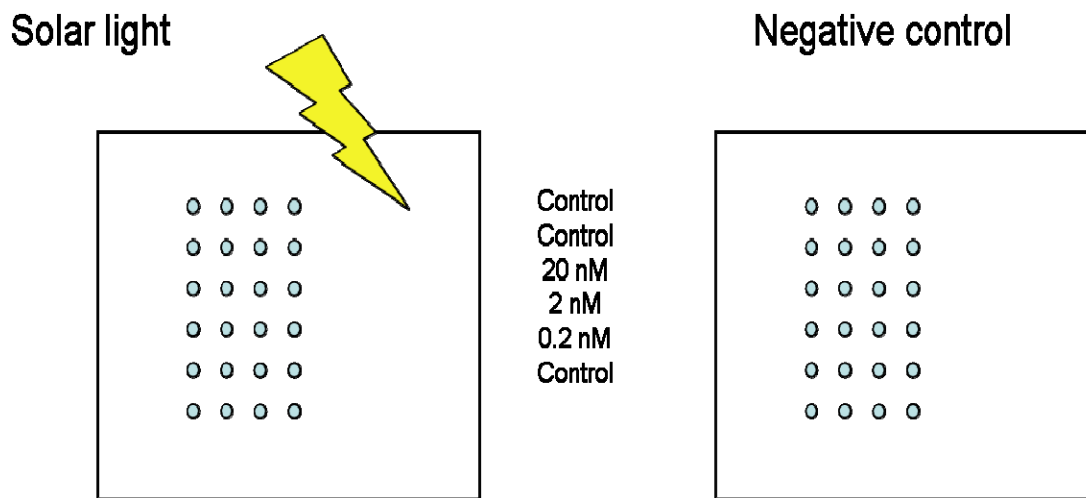 Solar light
Negative control
Control
Control
20 nM
2 nM
0.2 nM
Control